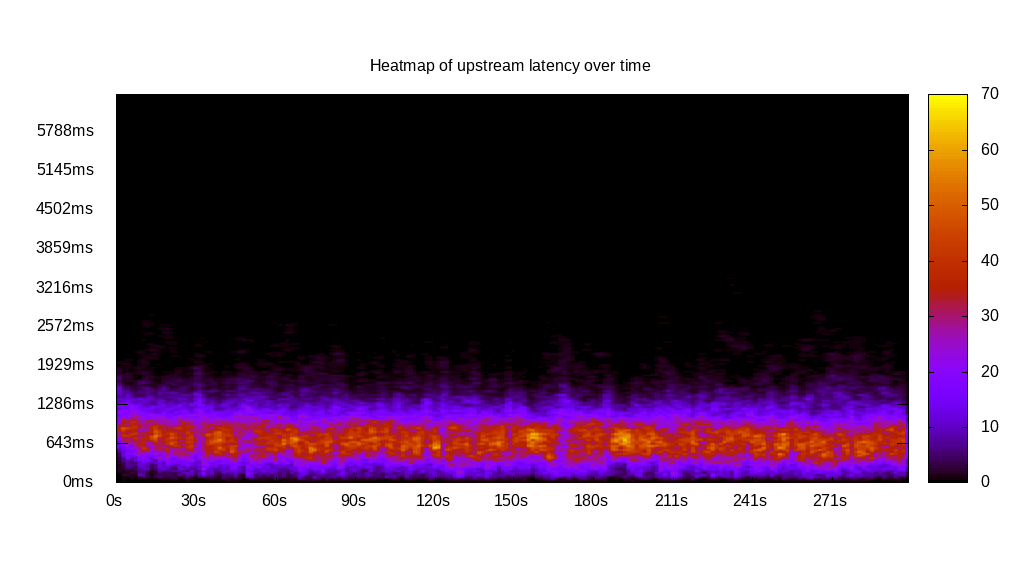 Heatmap of upstream latency over time
5788ms
5145ms
4502ms
3859ms
3216ms
2572ms
1929ms
1286ms
643ms
0ms
0s 30s 60s 90s 120s 150s 180s 211s 241s 271s
70
60
50
40
30
20
10
0